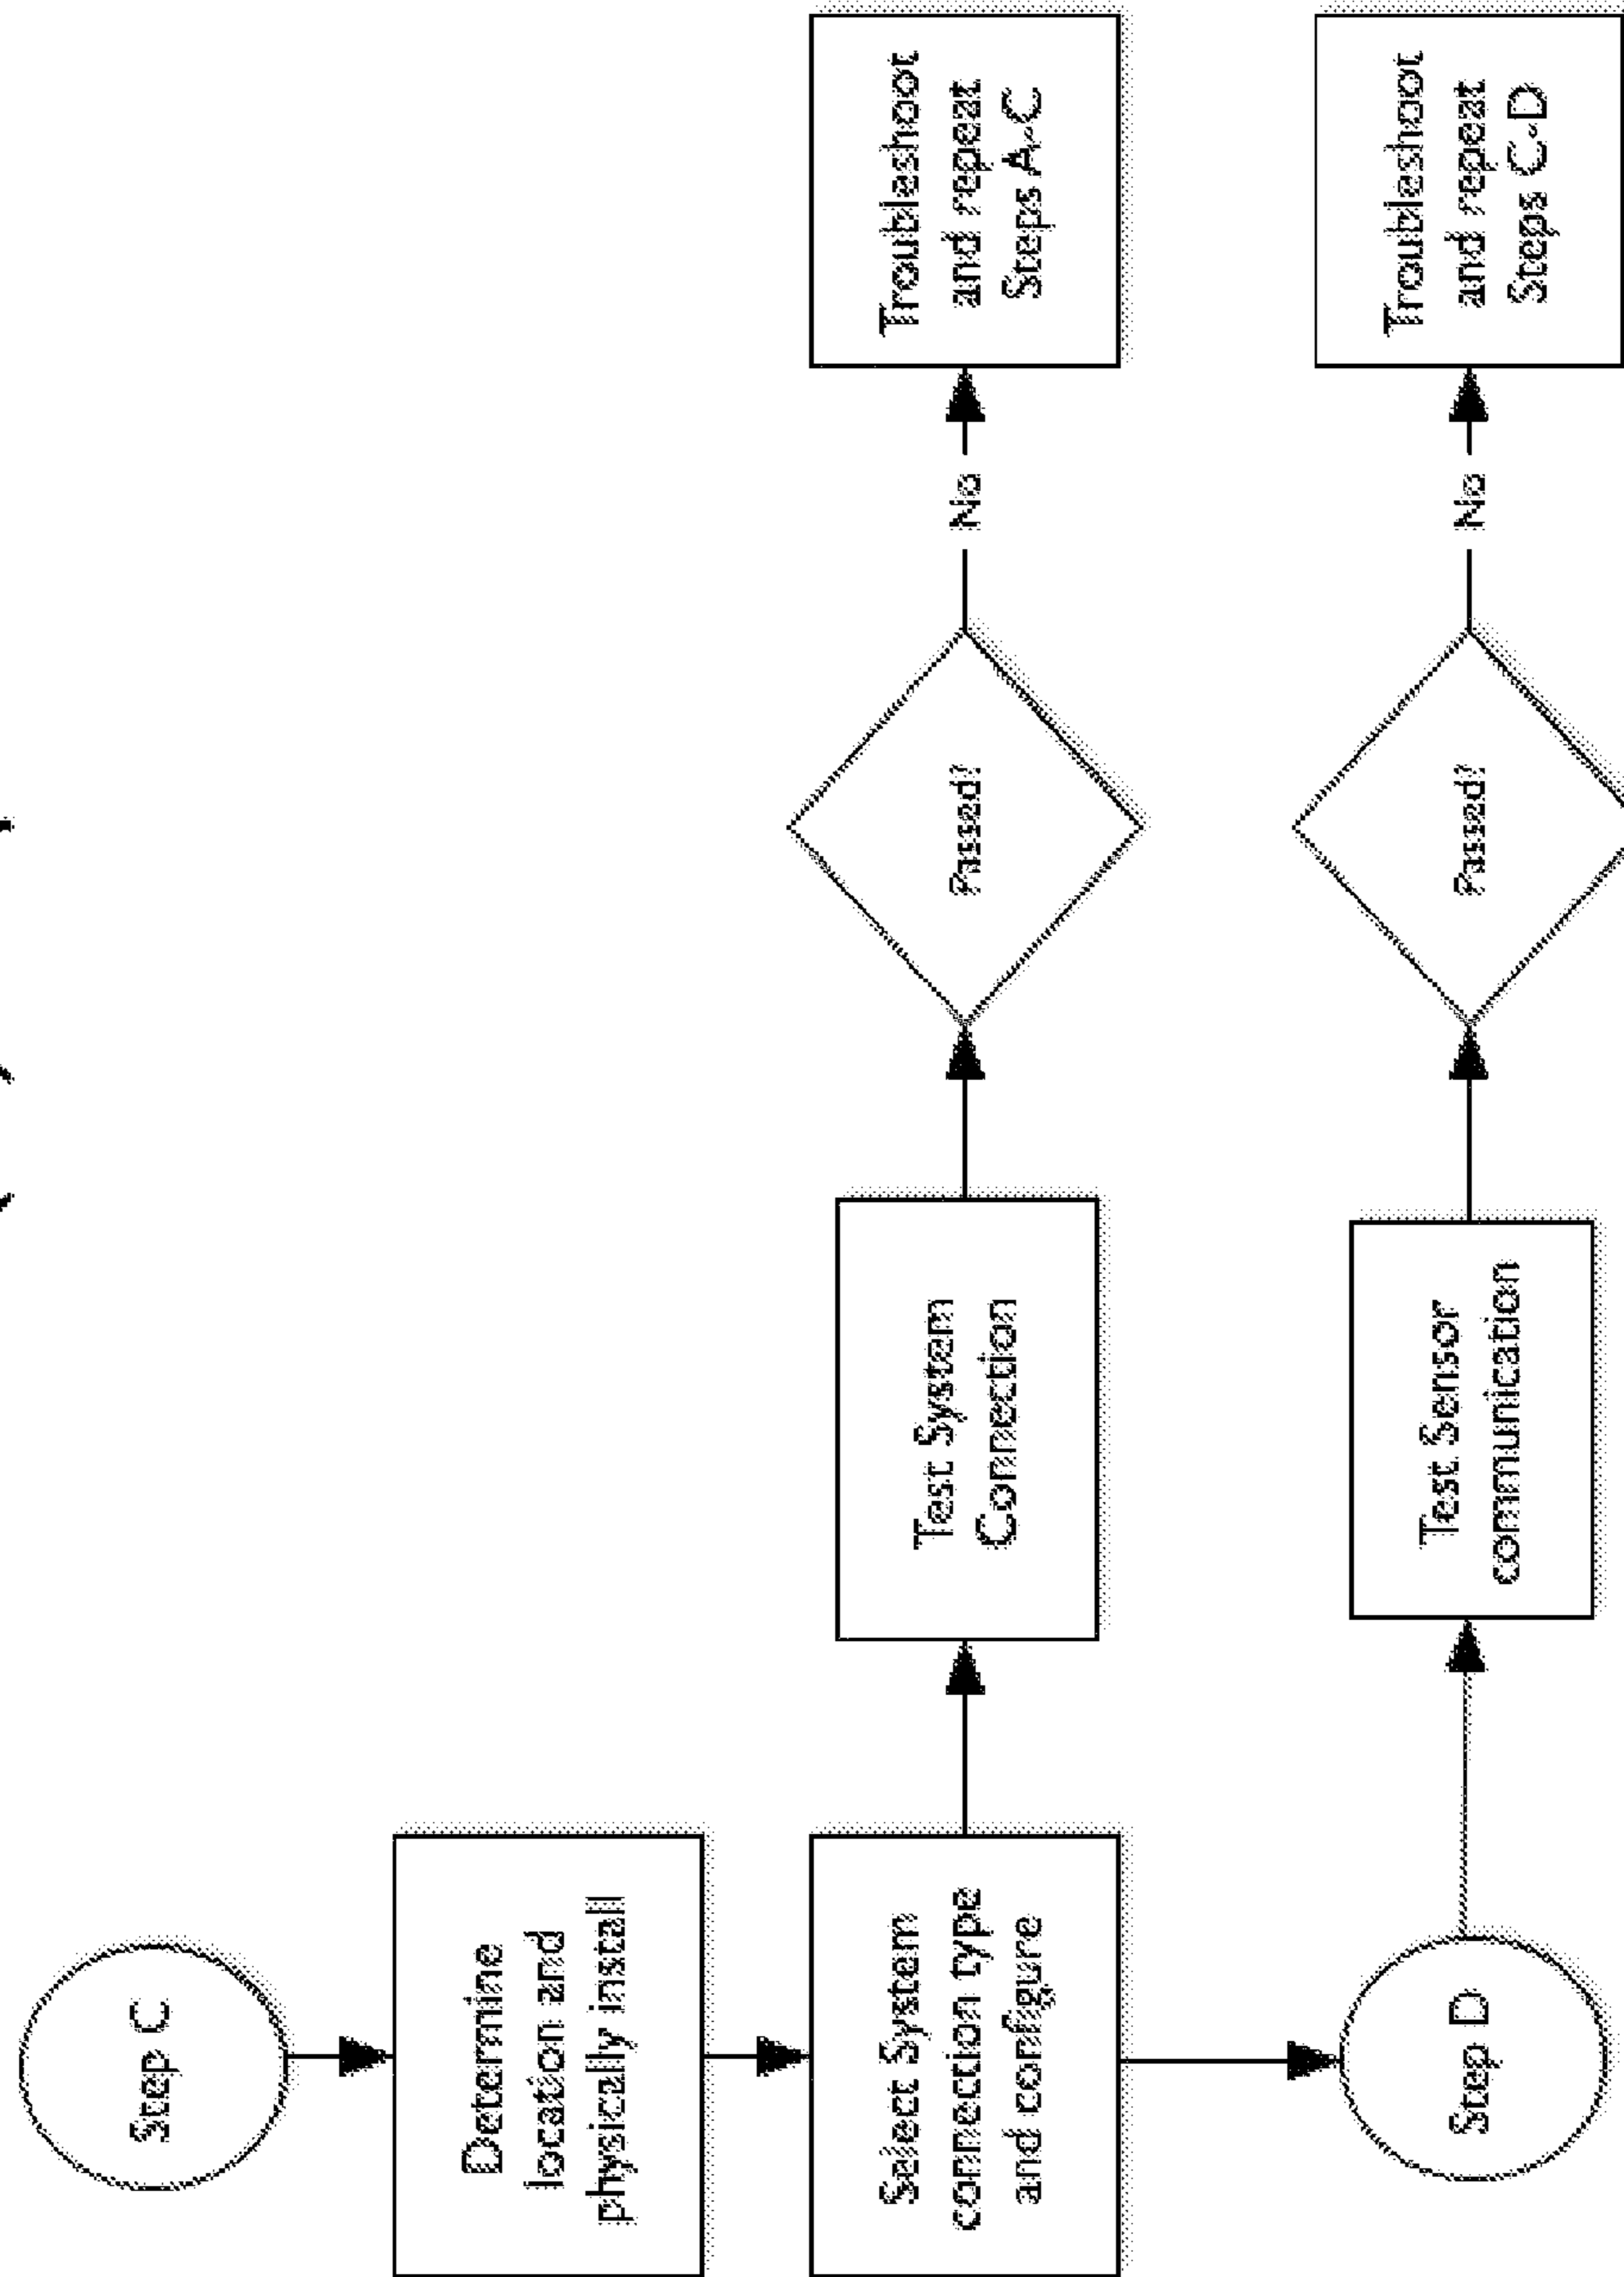 Step C
Determine
location and
physically install
Select System
connection type
and configure
Test System
Connection
Passed?
No
Troubleshoot
and repeat
Steps A-C
Step D
Test Sensor
communication
Passed?
No
Troubleshoot
and repeat
Steps C-D